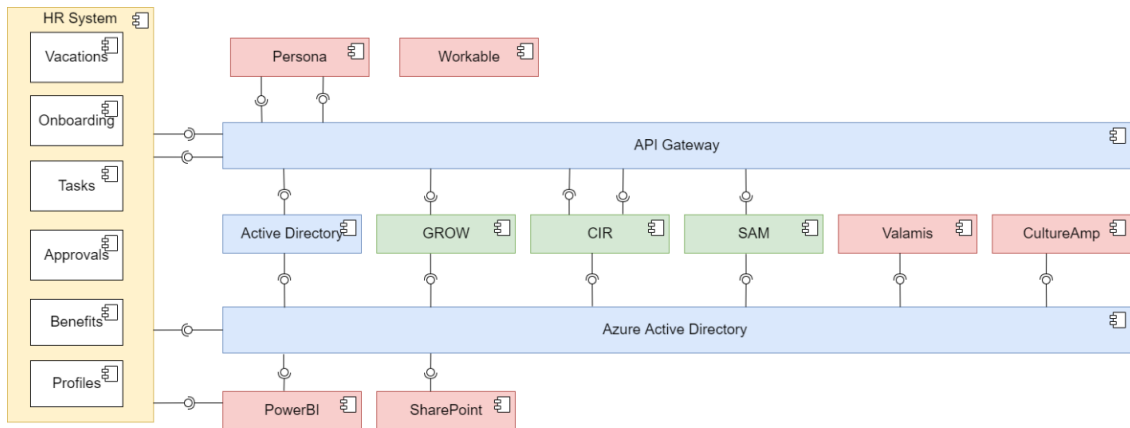 HR System
Vacations
Onboarding
Tasks
Approvals
Benefits
Profiles
Persona
Workable
API Gateway
Active Directory
GROW
CIR
SAM
Valamis
CultureAmp
Azure Active Directory
PowerBI
SharePoint